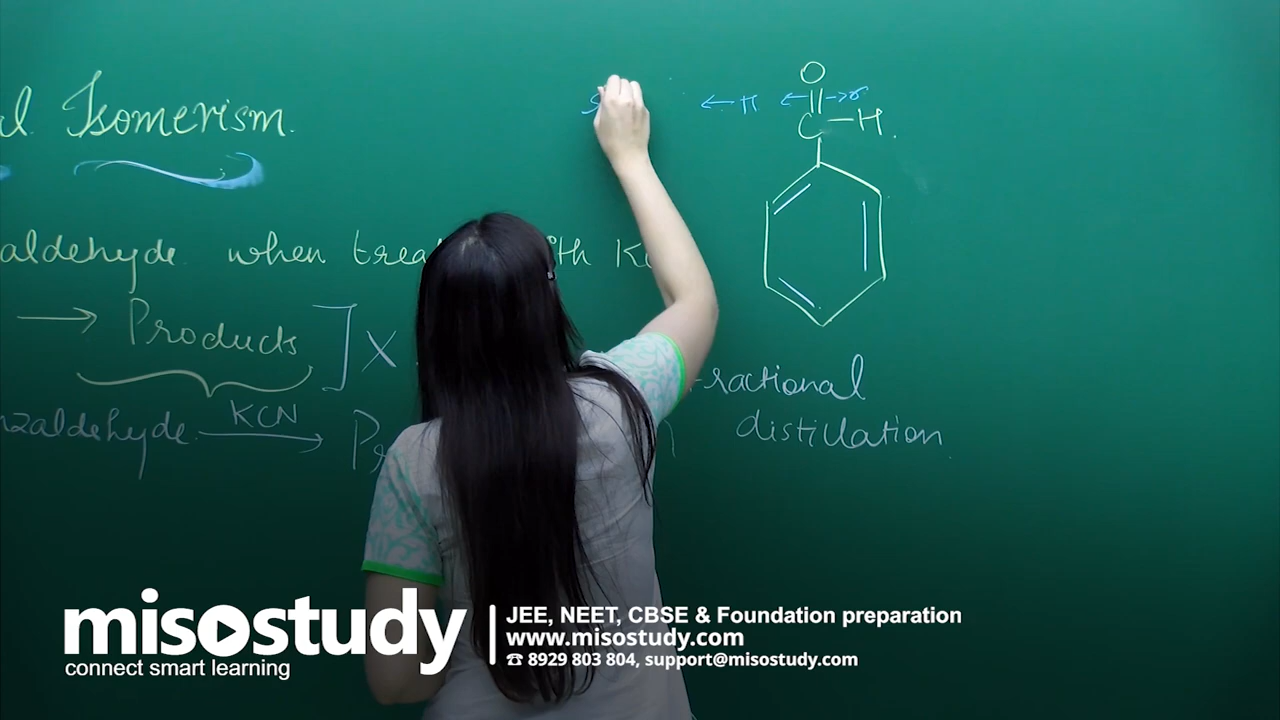 l Isomerism.
← π ← → σ
O
C—H.
aldehyde when trea th K
→ Products ] X
nzaldehyde KCN → P
ractional
distillation
misostudy
connect smart learning
JEE, NEET, CBSE & Foundation preparation
www.misostudy.com
☎ 8929 803 804, support@misostudy.com